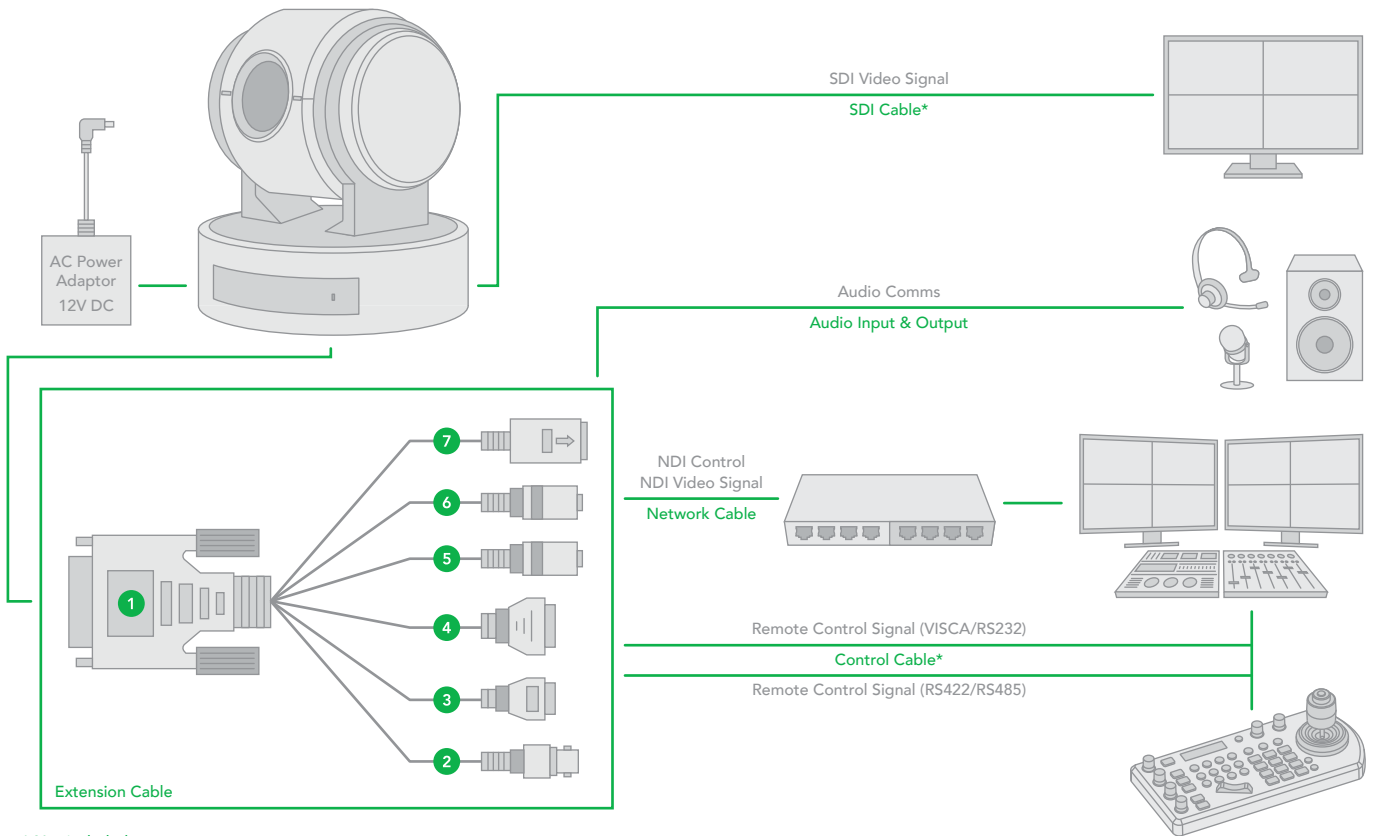 SDI Video Signal
SDI Cable*
AC Power
Adaptor
12V DC
Audio Comms
Audio Input & Output
7
6
5
1
4
3
2
NDI Control
NDI Video Signal
Network Cable
Remote Control Signal (VISCA/RS232)
Control Cable*
Remote Control Signal (RS422/RS485)
Extension Cable